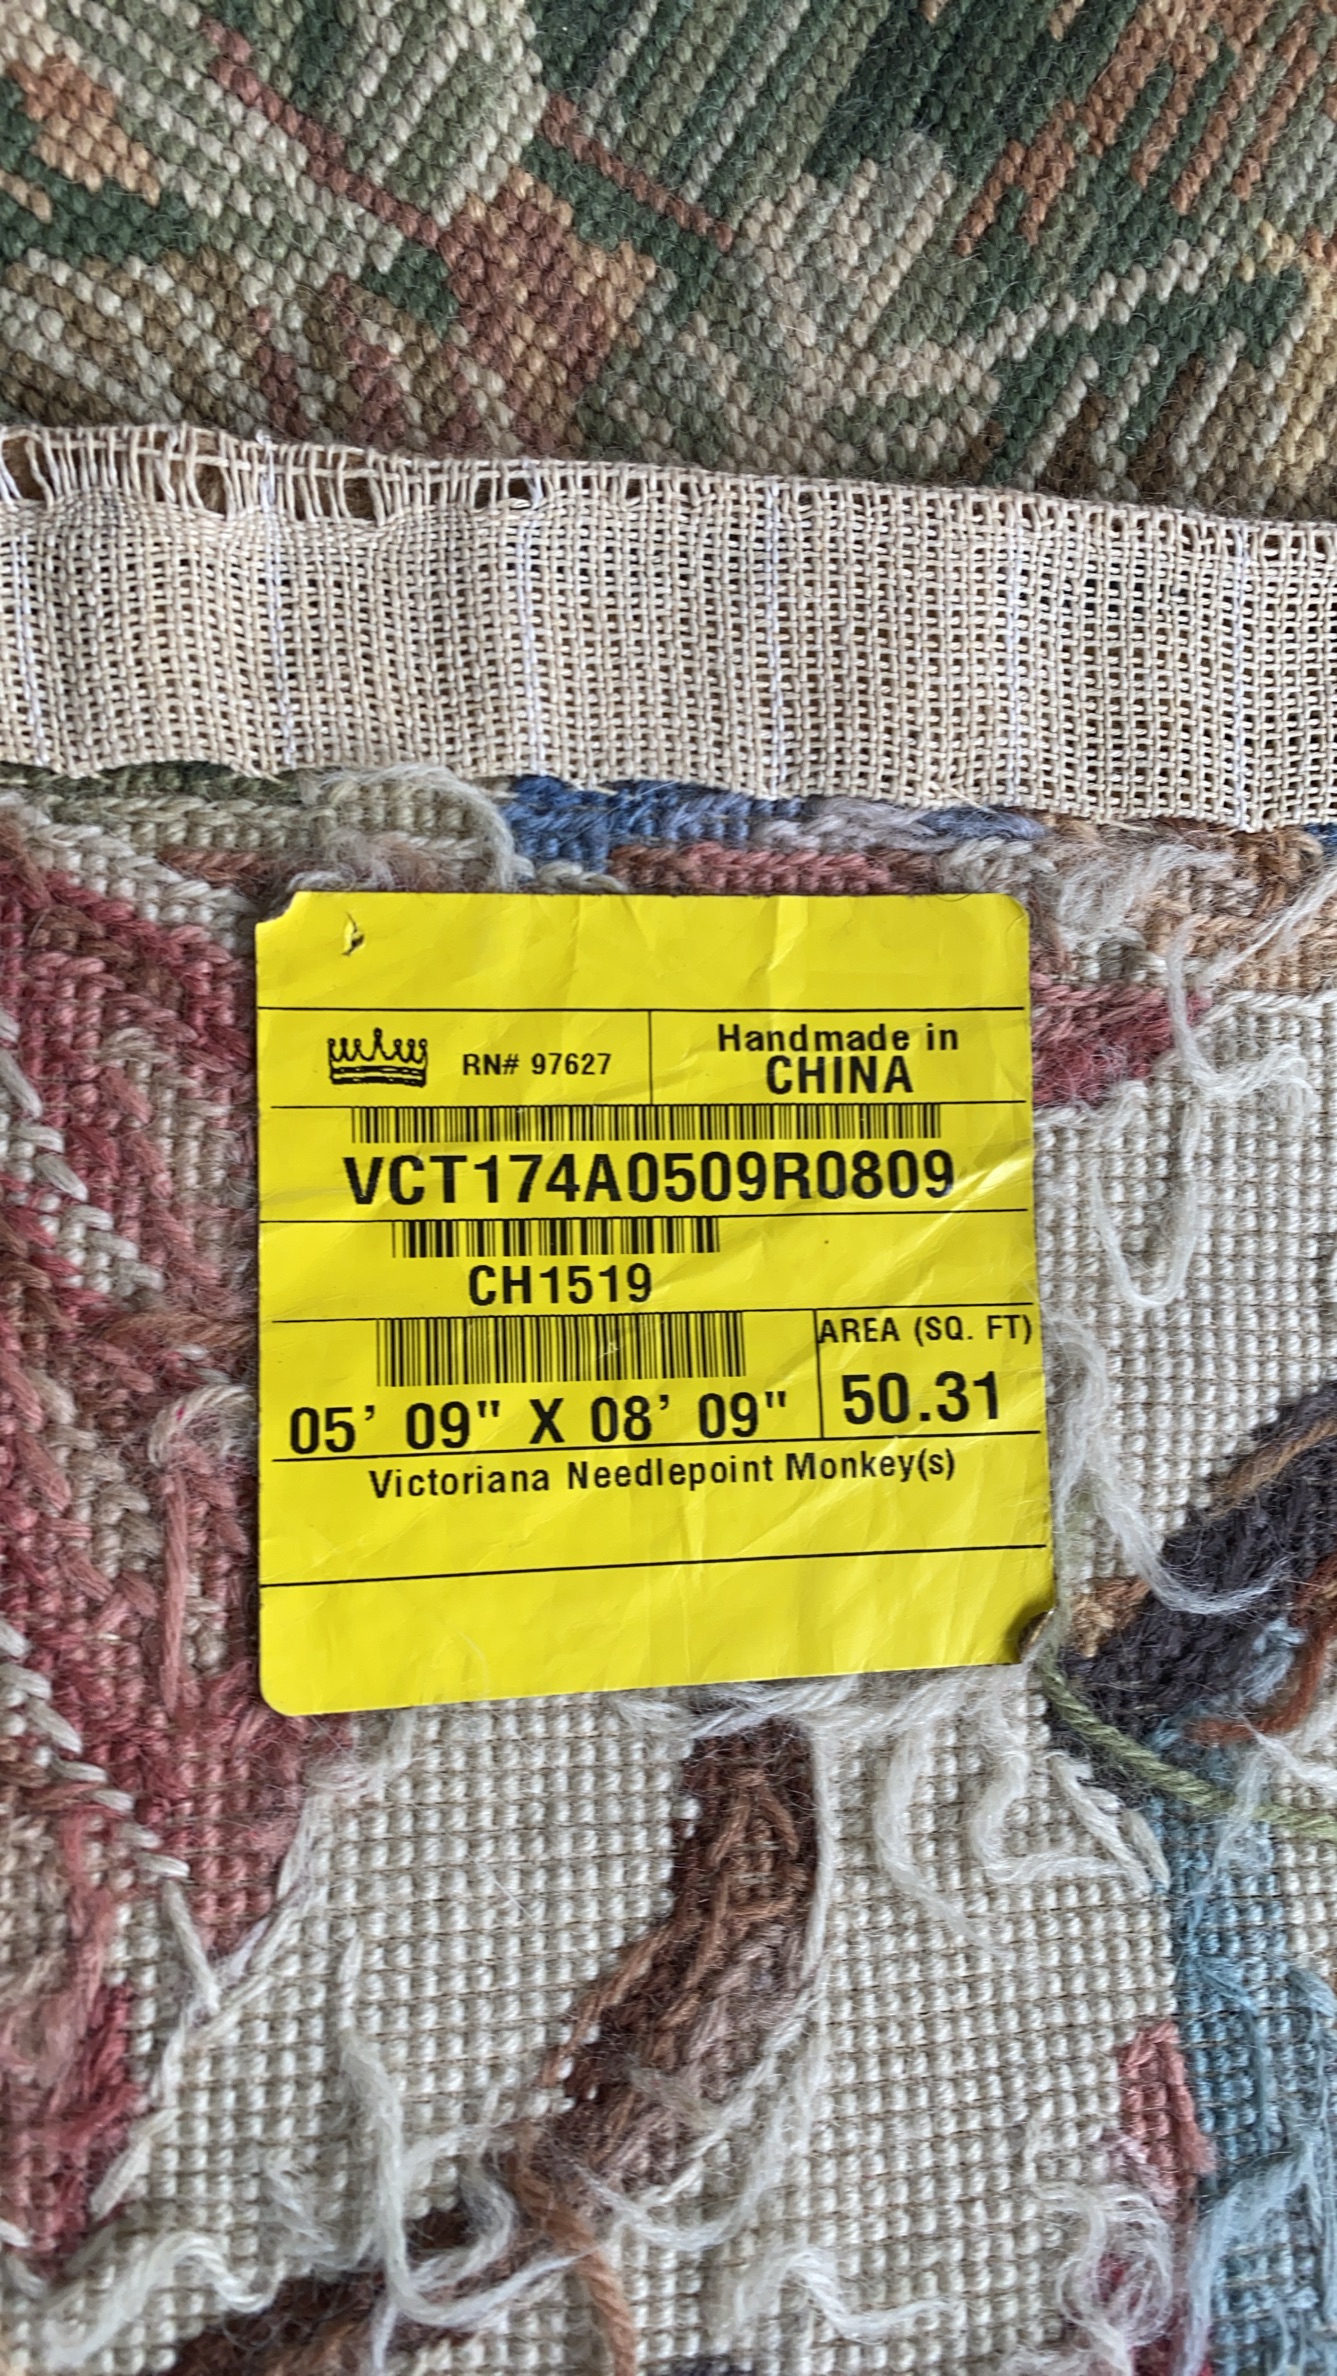 RN# 97627
Handmade in
CHINA
VCT174A0509R0809
CH1519
AREA (SQ. FT)
05' 09" X 08' 09"
50.31
Victoriana Needlepoint Monkey(s)